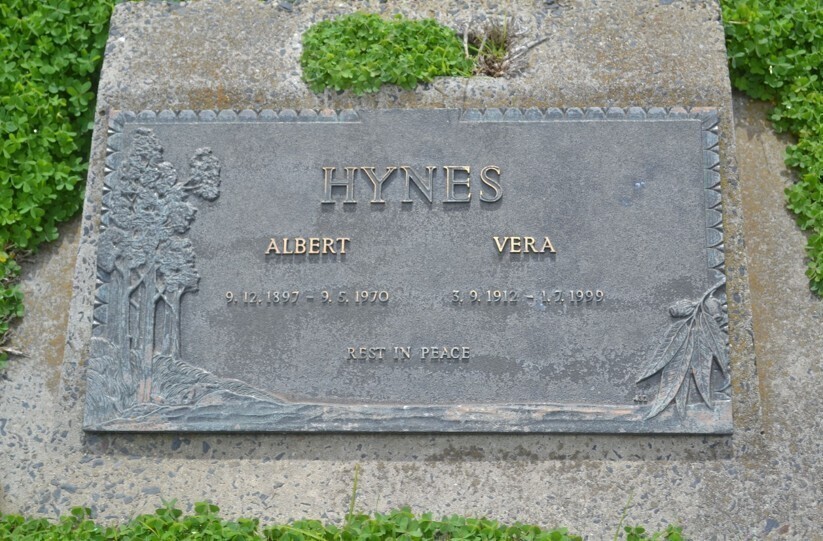 HYNES
ALBERT VERA
9. 12. 1897 - 9. 5. 1970 3. 9. 1912 - 1. 7. 1999
REST IN PEACE